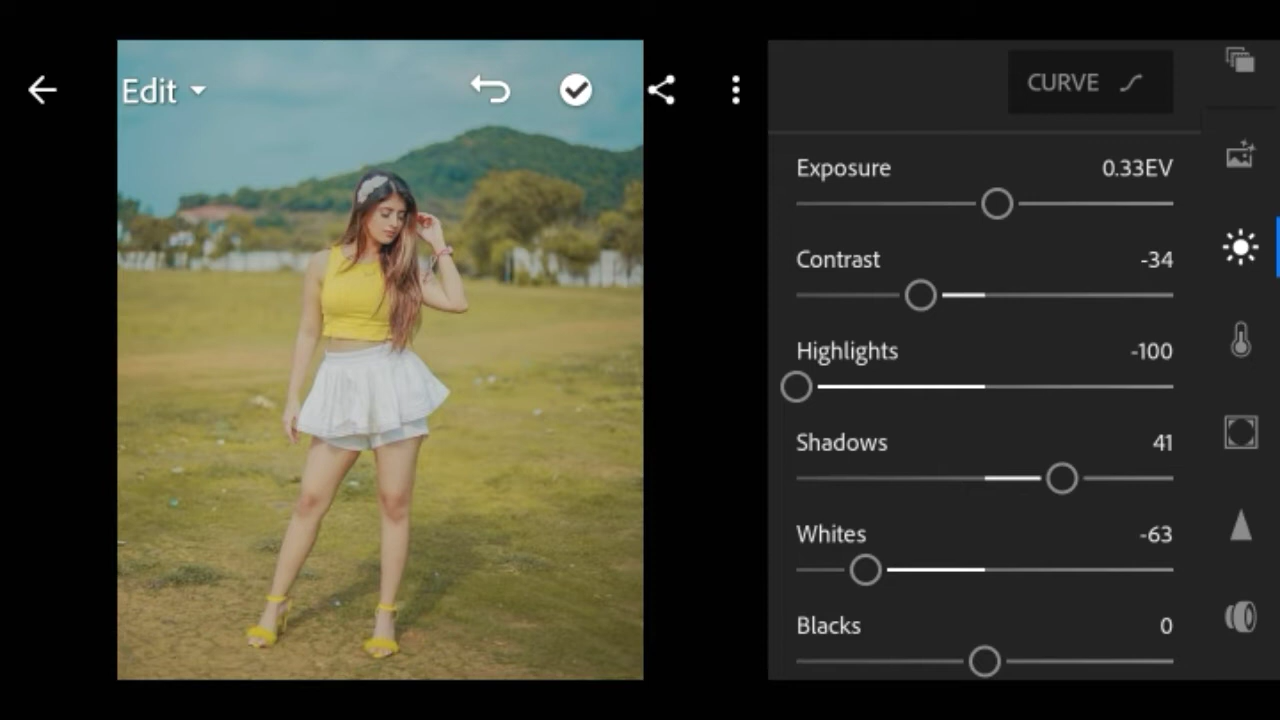 Edit
CURVE
Exposure 0.33EV
Contrast -34
Highlights -100
Shadows 41
Whites -63
Blacks 0